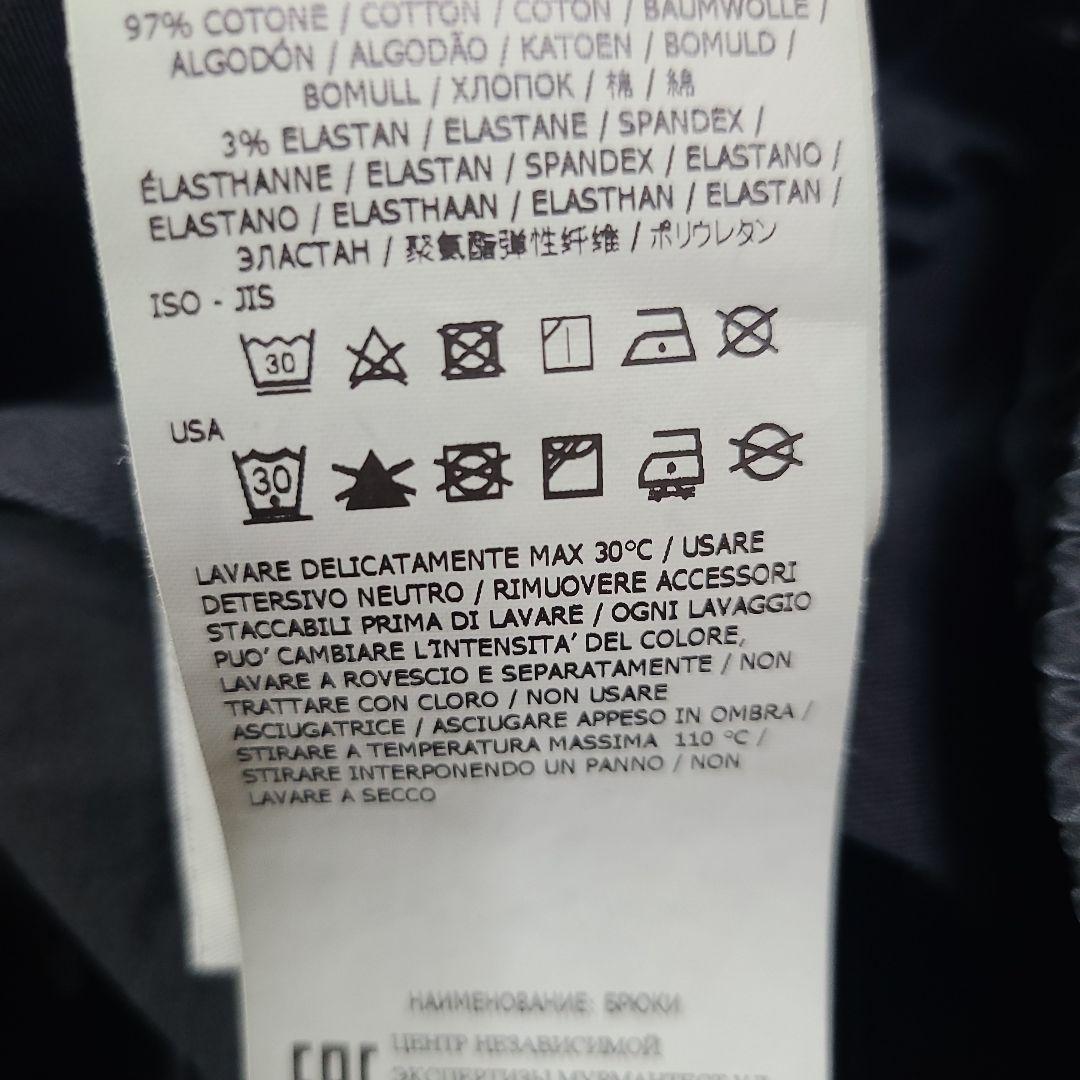 97% COTONE / COTTON / COTON / BAUMWOLLE /
ALGODÓN / ALGODÃO / KATOEN / BOMULD /
BOMULL / ХЛОПОК / 棉 / 綿
3% ELASTAN / ELASTANE / SPANDEX /
ÉLASTHANNE / ELASTAN / SPANDEX / ELASTANO /
ELASTANO / ELASTHAAN / ELASTHAN / ELASTAN /
ЭЛАСТАН / 聚氨酯弹性纤维 / ポリウレタン
ISO - JIS
30
USA
30
LAVARE DELICATAMENTE MAX 30°C / USARE
DETERSIVO NEUTRO / RIMUOVERE ACCESSORI
STACCABILI PRIMA DI LAVARE / OGNI LAVAGGIO
PUO' CAMBIARE L'INTENSITA' DEL COLORE,
LAVARE A ROVESCIO E SEPARATAMENTE / NON
TRATTARE CON CLORO / NON USARE
ASCIUGATRICE / ASCIUGARE APPESO IN OMBRA /
STIRARE A TEMPERATURA MASSIMA 110 °C /
STIRARE INTERPONENDO UN PANNO / NON
LAVARE A SECCO
НАИМЕНОВАНИЕ: БРЮКИ
ЦЕНТР НЕЗАВИСИМОЙ
ЭКСПЕРТИЗЫ